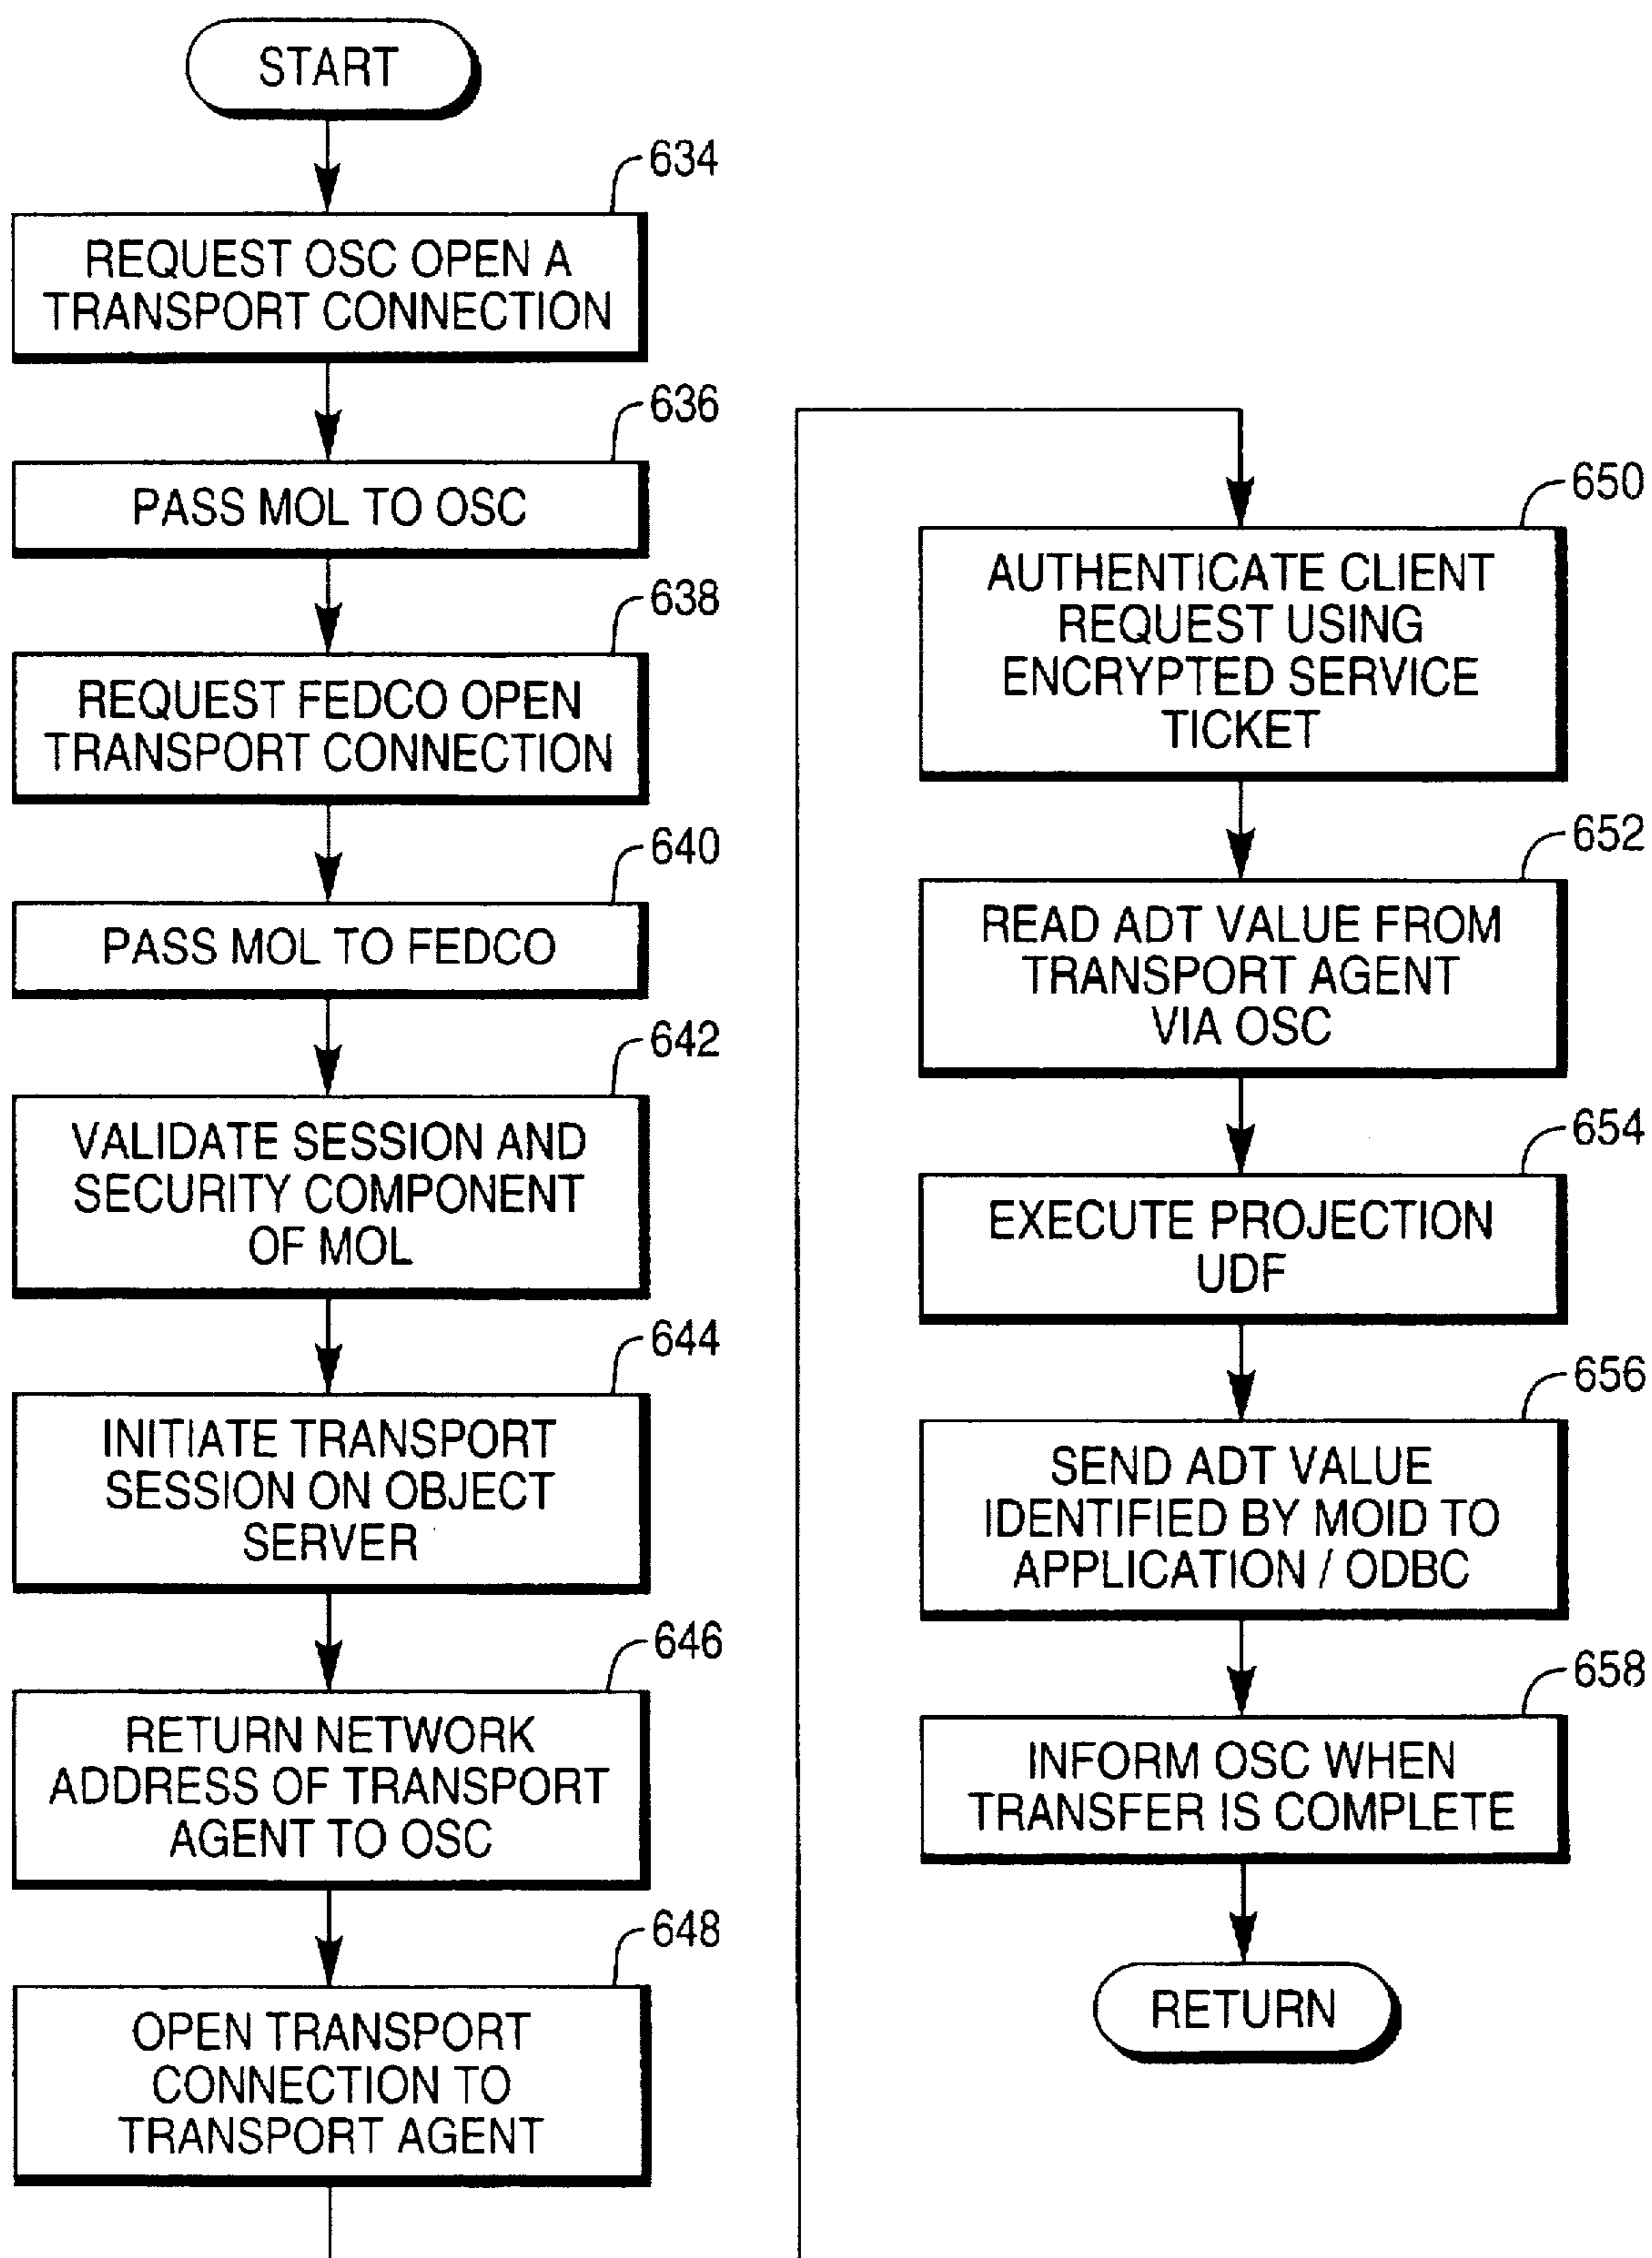 START
634
REQUEST OSC OPEN A
TRANSPORT CONNECTION
636
PASS MOL TO OSC
638
REQUEST FEDCO OPEN
TRANSPORT CONNECTION
640
PASS MOL TO FEDCO
642
VALIDATE SESSION AND
SECURITY COMPONENT
OF MOL
644
INITIATE TRANSPORT
SESSION ON OBJECT
SERVER
646
RETURN NETWORK
ADDRESS OF TRANSPORT
AGENT TO OSC
648
OPEN TRANSPORT
CONNECTION TO
TRANSPORT AGENT
650
AUTHENTICATE CLIENT
REQUEST USING
ENCRYPTED SERVICE
TICKET
652
READ ADT VALUE FROM
TRANSPORT AGENT
VIA OSC
654
EXECUTE PROJECTION
UDF
656
SEND ADT VALUE
IDENTIFIED BY MOID TO
APPLICATION / ODBC
658
INFORM OSC WHEN
TRANSFER IS COMPLETE
RETURN